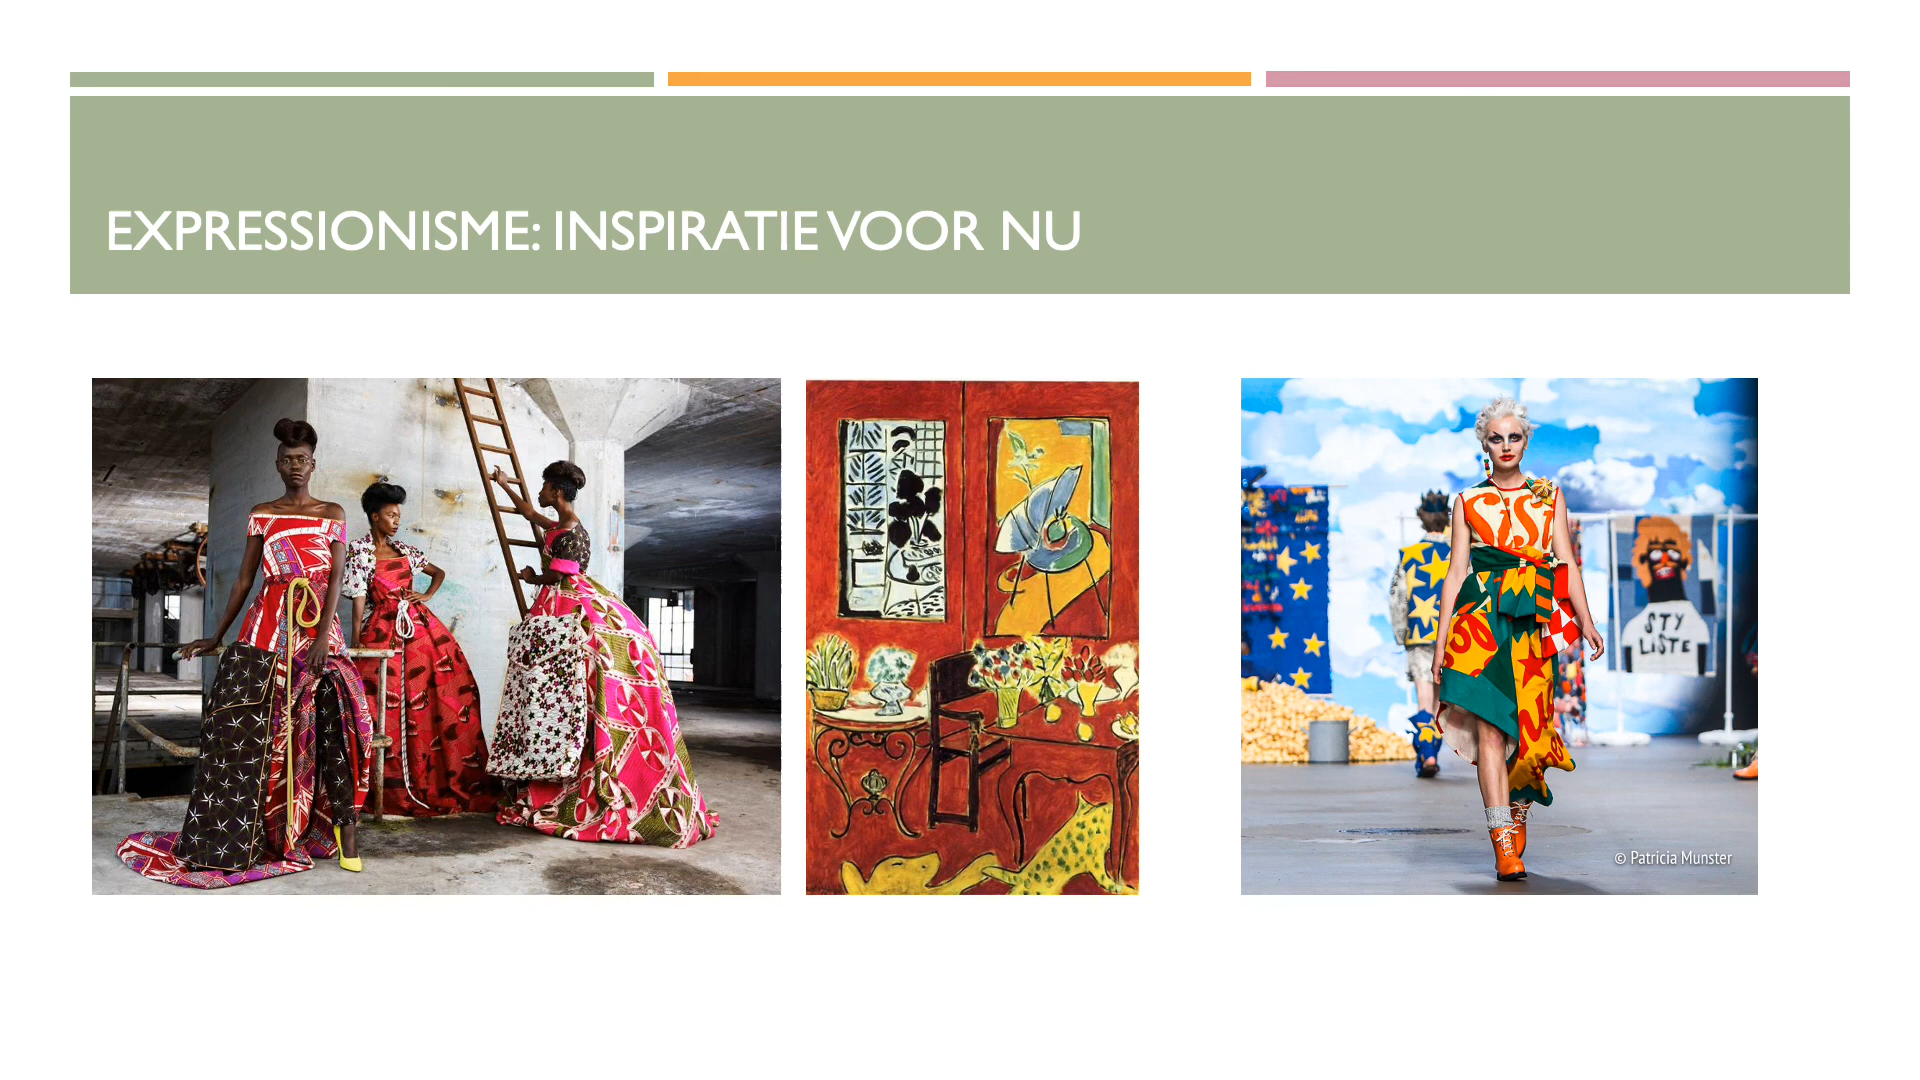 EXPRESSIONISME: INSPIRATIE VOOR NU
STY
LISTE
© Patricia Munster